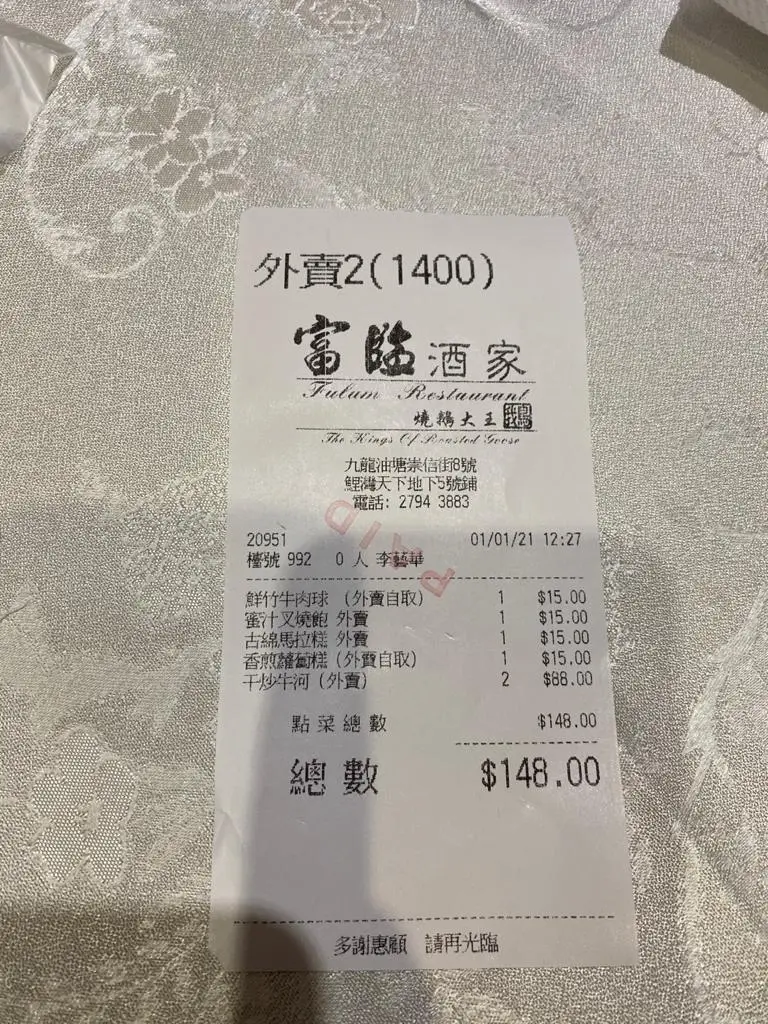 外賣2(1400)
富臨酒家
Fulum Restaurant
燒鵝大王
The Kings Of Roasted Goose
九龍油塘崇信街8號
鯉灣天下地下5號鋪
電話: 2794 3883
PAID
20951 01/01/21 12:27
檯號 992 0 人 李藝華
鮮竹牛肉球 (外賣自取) 1 $15.00
蜜汁叉燒飽 外賣 1 $15.00
古綿馬拉糕 外賣 1 $15.00
香煎蘿蔔糕(外賣自取) 1 $15.00
干炒牛河(外賣) 2 $88.00
點菜總數 $148.00
總數 $148.00
多謝惠顧 請再光臨